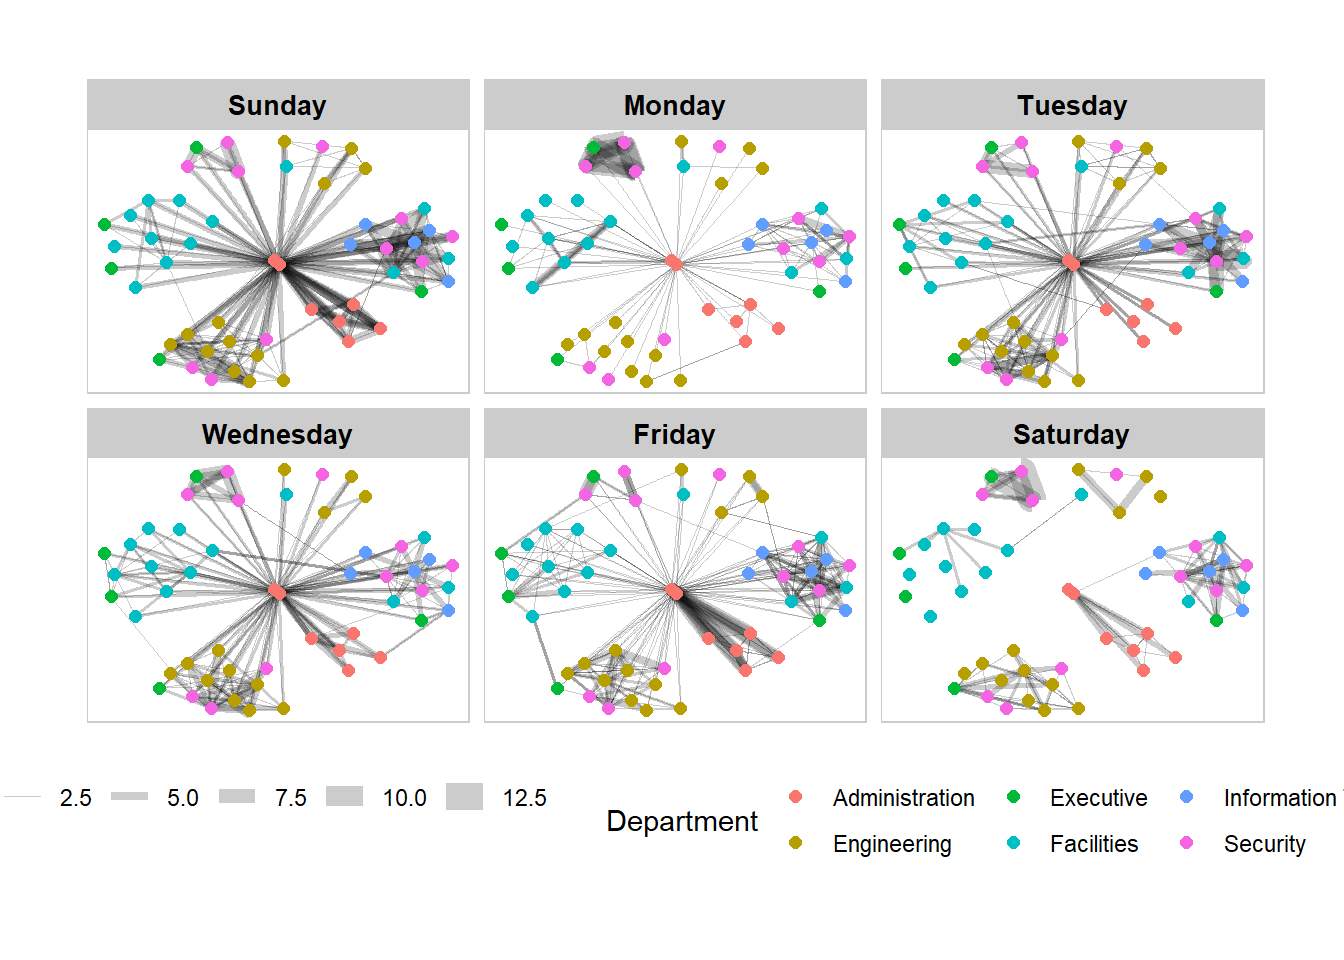 Sunday
Monday
Tuesday
Wednesday
Friday
Saturday
2.5 5.0 7.5 10.0 12.5
Department
Administration Executive Information
Engineering Facilities Security